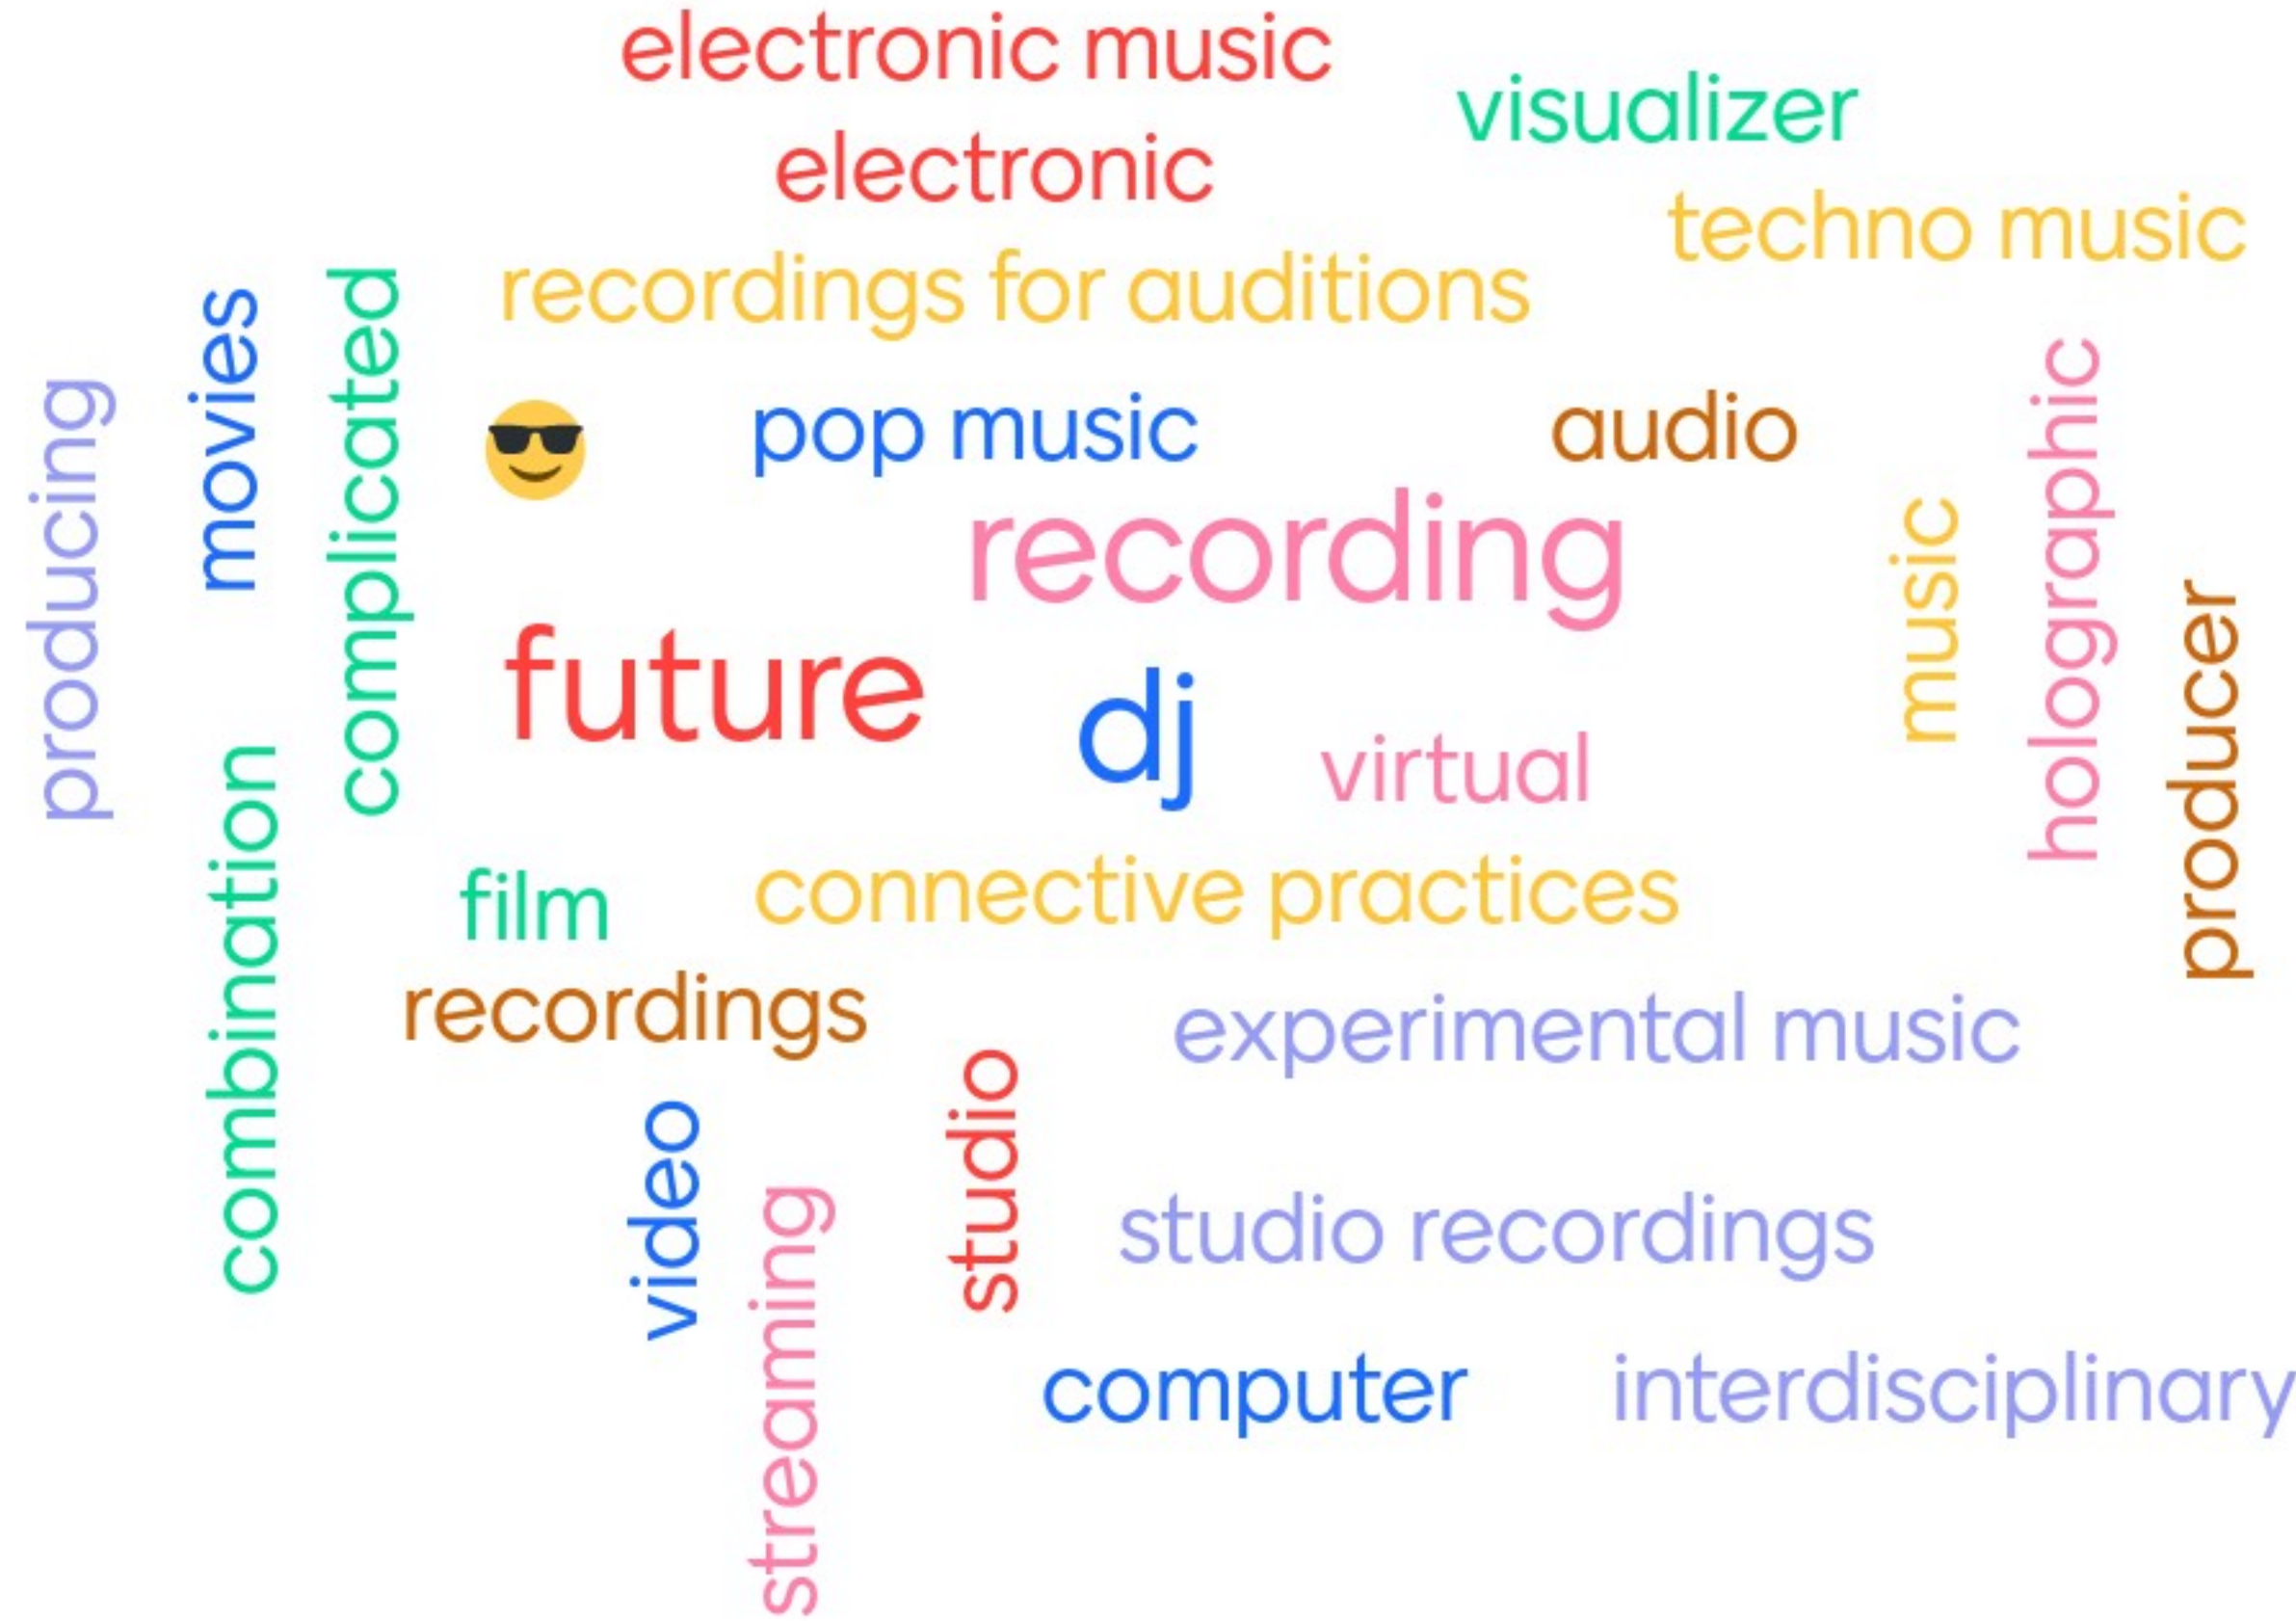 electronic music
visualizer
electronic
techno music
recordings for auditions
producing
movies
complicated
😎
pop music
audio
recording
music
holographic
producer
future
dj
virtual
combination
film
connective practices
recordings
experimental music
video
streaming
studio
studio recordings
computer
interdisciplinary